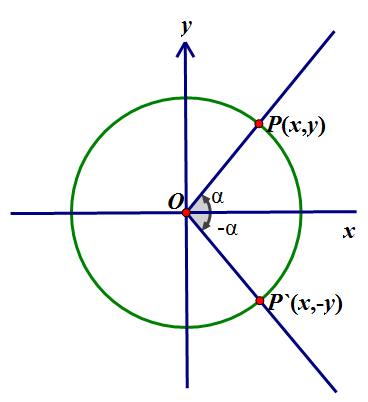 y
P(x,y)
O
α
-α
x
P`(x,-y)